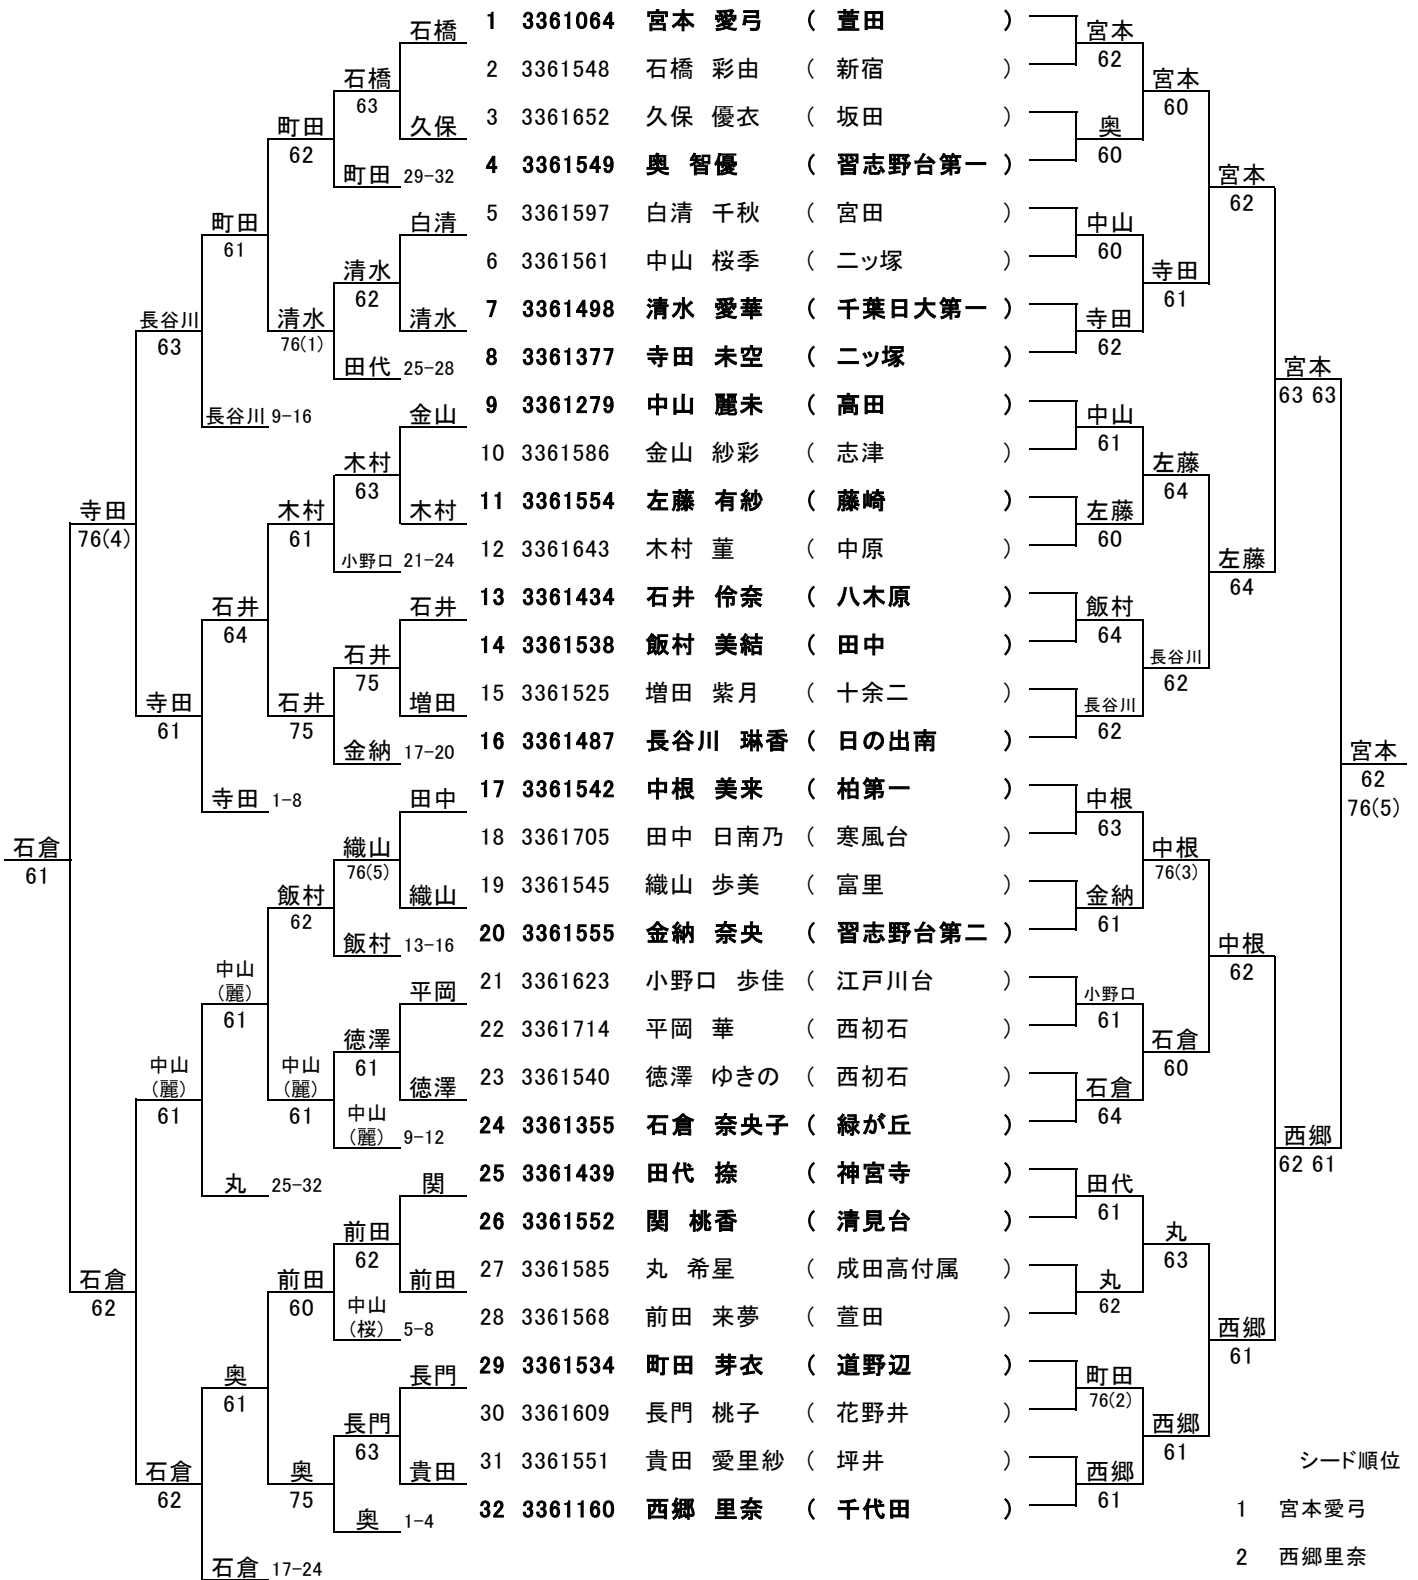 1 3361064 宮本 愛弓 ( 萱田 )
2 3361548 石橋 彩由 ( 新宿 )
3 3361652 久保 優衣 ( 坂田 )
4 3361549 奥 智優 ( 習志野台第一 )
5 3361597 白清 千秋 ( 宮田 )
6 3361561 中山 桜季 ( 二ッ塚 )
7 3361498 清水 愛華 ( 千葉日大第一 )
8 3361377 寺田 未空 ( 二ッ塚 )
9 3361279 中山 麗未 ( 高田 )
10 3361586 金山 紗彩 ( 志津 )
11 3361554 左藤 有紗 ( 藤崎 )
12 3361643 木村 菫 ( 中原 )
13 3361434 石井 伶奈 ( 八木原 )
14 3361538 飯村 美結 ( 田中 )
15 3361525 増田 紫月 ( 十余二 )
16 3361487 長谷川 琳香 ( 日の出南 )
17 3361542 中根 美来 ( 柏第一 )
18 3361705 田中 日南乃 ( 寒風台 )
19 3361545 織山 歩美 ( 富里 )
20 3361555 金納 奈央 ( 習志野台第二 )
21 3361623 小野口 歩佳 ( 江戸川台 )
22 3361714 平岡 華 ( 西初石 )
23 3361540 徳澤 ゆきの ( 西初石 )
24 3361355 石倉 奈央子 ( 緑が丘 )
25 3361439 田代 捺 ( 神宮寺 )
26 3361552 関 桃香 ( 清見台 )
27 3361585 丸 希星 ( 成田高付属 )
28 3361568 前田 来夢 ( 萱田 )
29 3361534 町田 芽衣 ( 道野辺 )
30 3361609 長門 桃子 ( 花野井 )
31 3361551 貴田 愛里紗 ( 坪井 )
32 3361160 西郷 里奈 ( 千代田 )
宮本
62
奥
60
中山
60
寺田
62
中山
61
左藤
60
飯村
64
長谷川
62
中根
63
金納
61
小野口
61
石倉
64
田代
61
丸
62
町田
76(2)
西郷
61
宮本
60
寺田
61
左藤
64
長谷川
62
中根
76(3)
石倉
60
丸
63
西郷
61
宮本
62
左藤
64
中根
62
西郷
61
宮本
63 63
西郷
62 61
宮本
62
76(5)
石橋
久保
白清
清水
金山
木村
石井
増田
田中
織山
平岡
徳澤
関
前田
長門
貴田
石橋
63
町田 29-32
清水
62
田代 25-28
木村
63
小野口 21-24
石井
75
金納 17-20
織山
76(5)
飯村 13-16
徳澤
61
中山
(麗) 9-12
前田
62
中山
(桜) 5-8
長門
63
奥 1-4
町田
62
清水
76(1)
木村
61
石井
75
飯村
62
中山
(麗)
61
前田
60
奥
75
町田
61
長谷川 9-16
石井
64
寺田 1-8
中山
(麗)
61
丸 25-32
奥
61
石倉 17-24
長谷川
63
寺田
61
中山
(麗)
61
石倉
62
寺田
76(4)
石倉
62
石倉
61
シード順位
1 宮本愛弓
2 西郷里奈